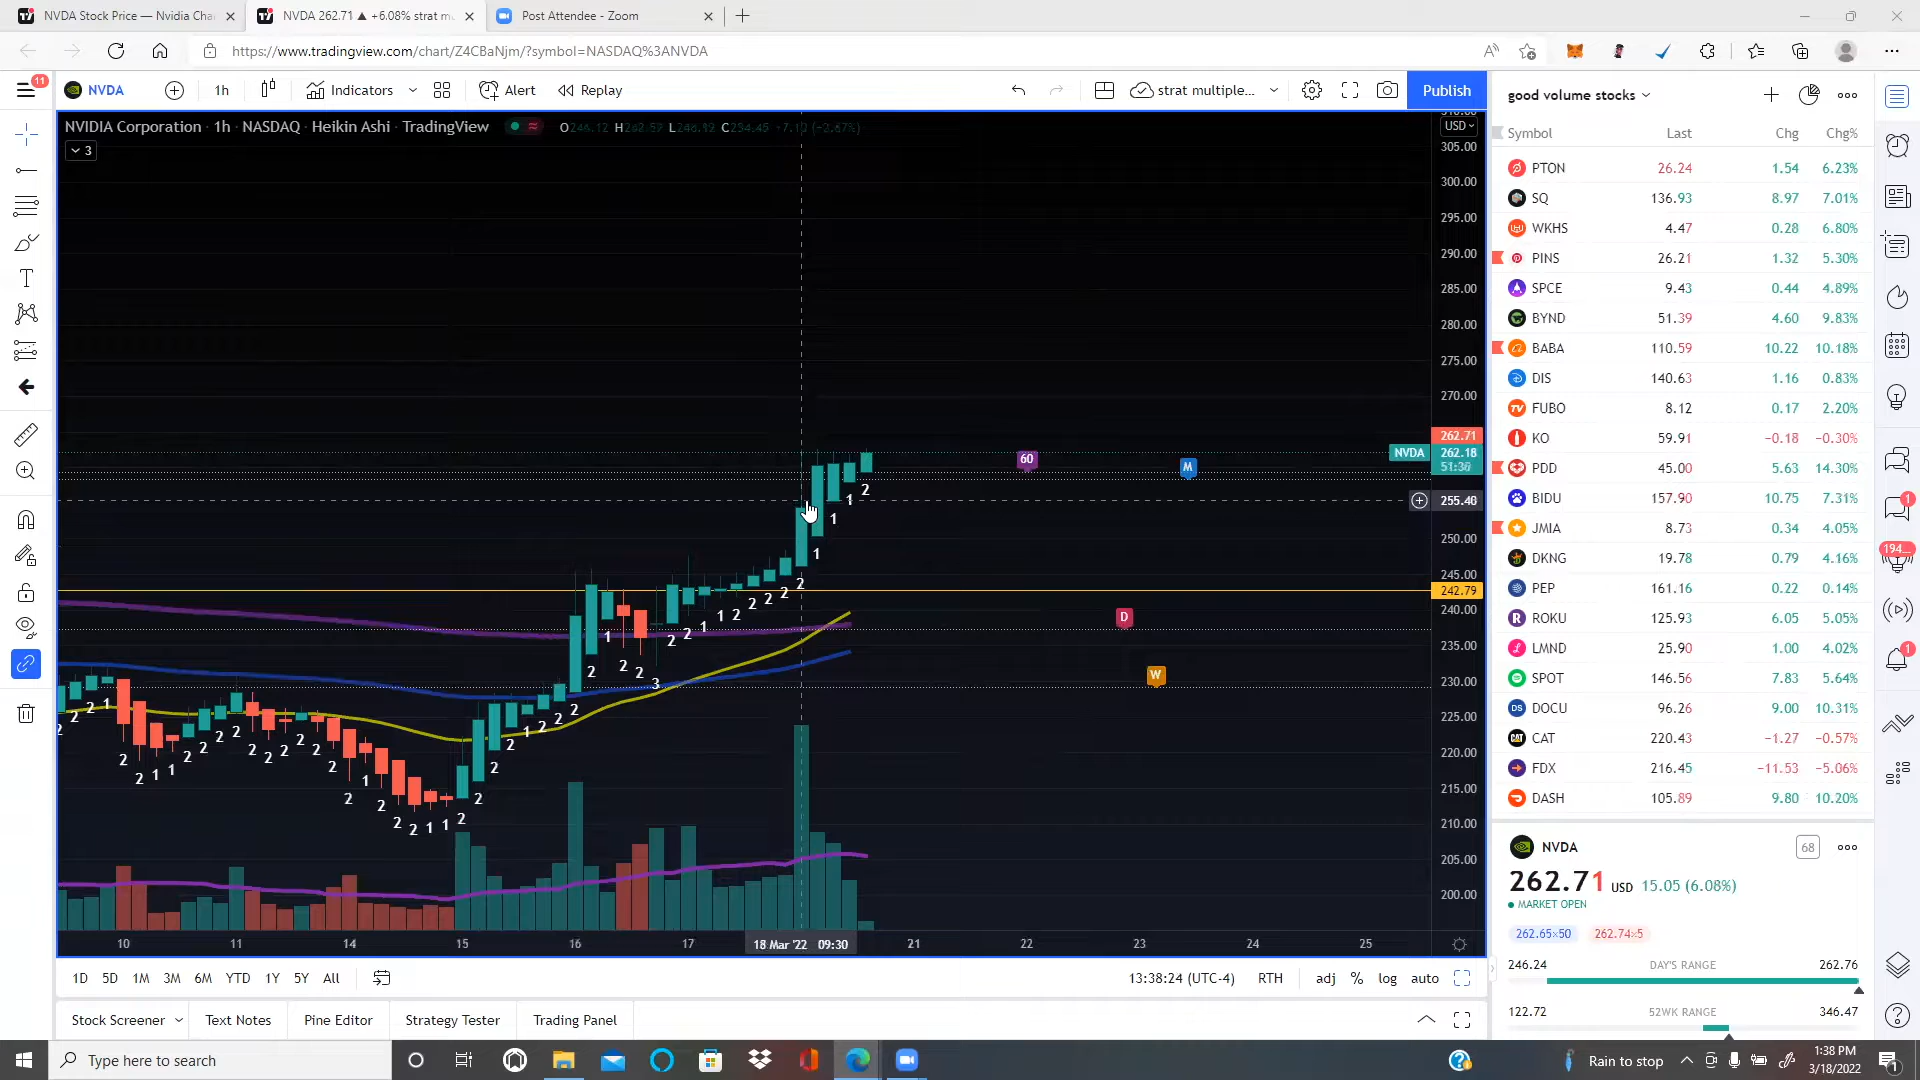 NVDA Stock Price — Nvidia Cha
NVDA 262.71 ▲ +6.08% strat mu
Post Attendee - Zoom
https://www.tradingview.com/chart/Z4CBaNjm/?symbol=NASDAQ%3ANVDA
11
NVDA
1h
Indicators
Alert
Replay
strat multiple...
Publish
NVIDIA Corporation · 1h · NASDAQ · Heikin Ashi · TradingView
3
USD
305.00
300.00
295.00
290.00
285.00
280.00
275.00
270.00
262.71
NVDA 262.18
51:36
255.40
250.00
245.00
242.79
240.00
235.00
230.00
225.00
220.00
215.00
210.00
205.00
200.00
60
M
D
W
10 11 14 15 16 17 18 Mar '22 09:30 21 22 23 24 25
1D 5D 1M 3M 6M YTD 1Y 5Y All
13:38:24 (UTC-4) RTH adj % log auto
Stock Screener Text Notes Pine Editor Strategy Tester Trading Panel
good volume stocks
Symbol Last Chg Chg%
PTON 26.24 1.54 6.23%
SQ 136.93 8.97 7.01%
WKHS 4.47 0.28 6.80%
PINS 26.21 1.32 5.30%
SPCE 9.43 0.44 4.89%
BYND 51.39 4.60 9.83%
BABA 110.59 10.22 10.18%
DIS 140.63 1.16 0.83%
FUBO 8.12 0.17 2.20%
KO 59.91 −0.18 −0.30%
PDD 45.00 5.63 14.30%
BIDU 157.90 10.75 7.31%
JMIA 8.73 0.34 4.05%
DKNG 19.78 0.79 4.16%
PEP 161.16 0.22 0.14%
ROKU 125.93 6.05 5.05%
LMND 25.90 1.00 4.02%
SPOT 146.56 7.83 5.64%
DOCU 96.26 9.00 10.31%
CAT 220.43 −1.27 −0.57%
FDX 216.45 −11.53 −5.06%
DASH 105.89 9.80 10.20%
NVDA 68
262.71 USD 15.05 (6.08%)
MARKET OPEN
262.65×50 262.74×5
246.24 DAY'S RANGE 262.76
122.72 52WK RANGE 346.47
1
194...
1
Type here to search
Rain to stop
1:38 PM
3/18/2022
1